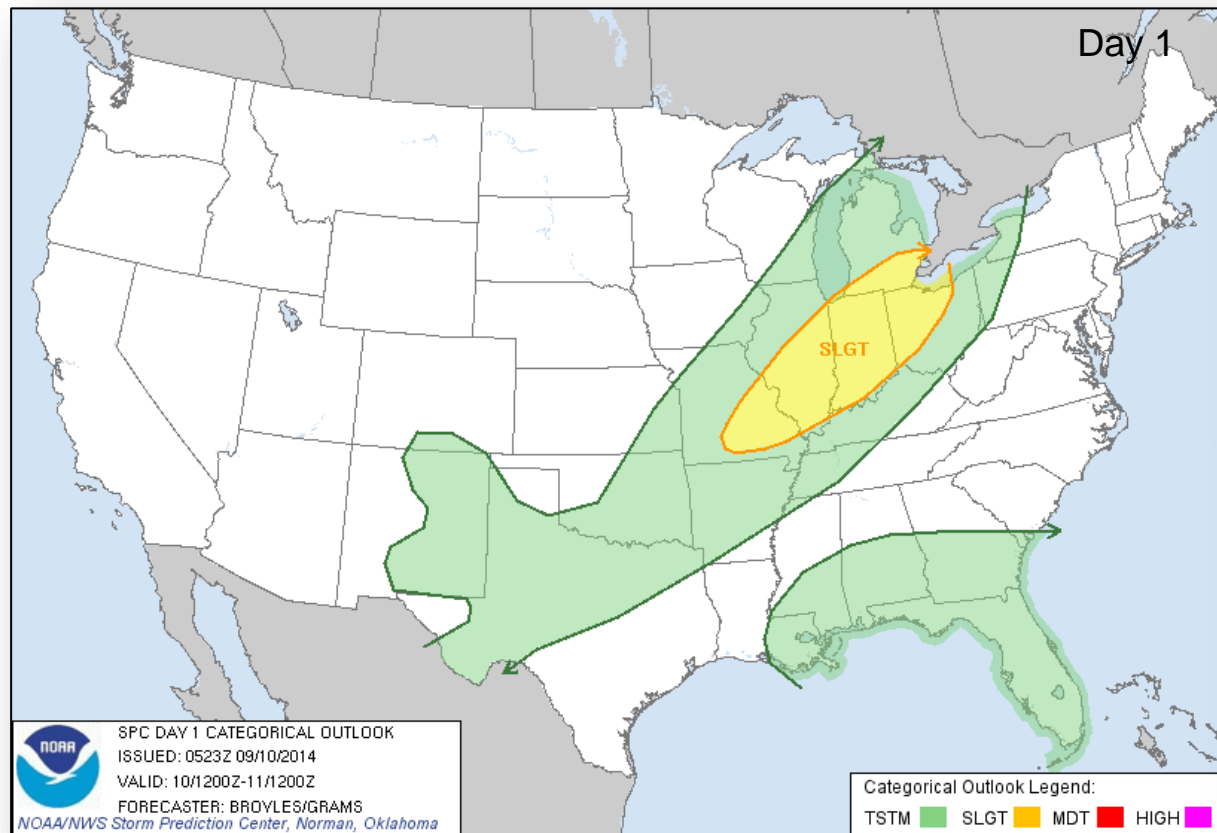 Day 1
SLGT
NOAA
SPC DAY 1 CATEGORICAL OUTLOOK
ISSUED: 0523Z 09/10/2014
VALID: 10/1200Z-11/1200Z
FORECASTER: BROYLES/GRAMS
NOAA/NWS Storm Prediction Center, Norman, Oklahoma
Categorical Outlook Legend:
TSTM SLGT MDT HIGH